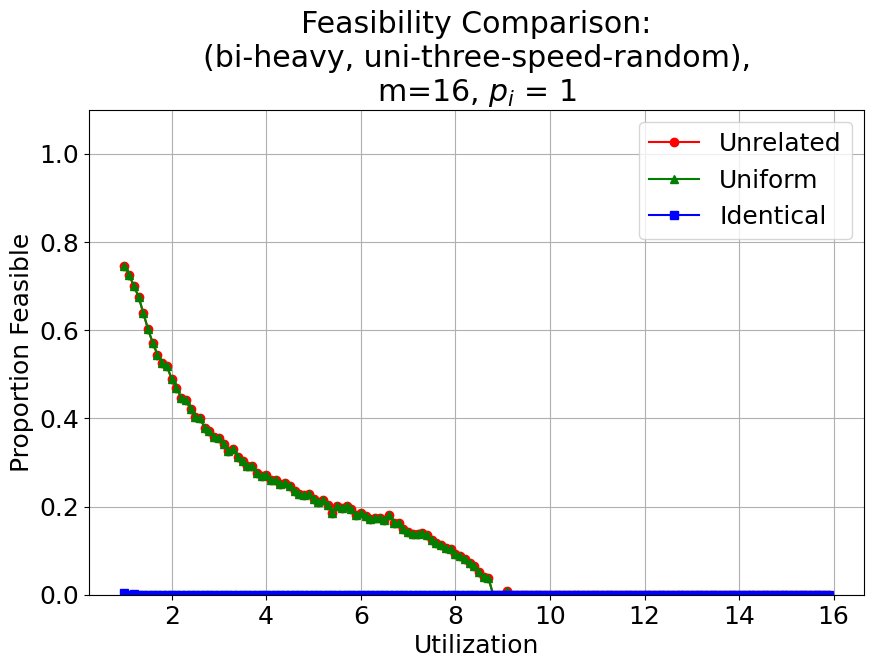 Feasibility Comparison:
(bi-heavy, uni-three-speed-random),
m=16, $p_i$ = 1
Unrelated
Uniform
Identical
Proportion Feasible
1.0
0.8
0.6
0.4
0.2
0.0
2 4 6 8 10 12 14 16
Utilization